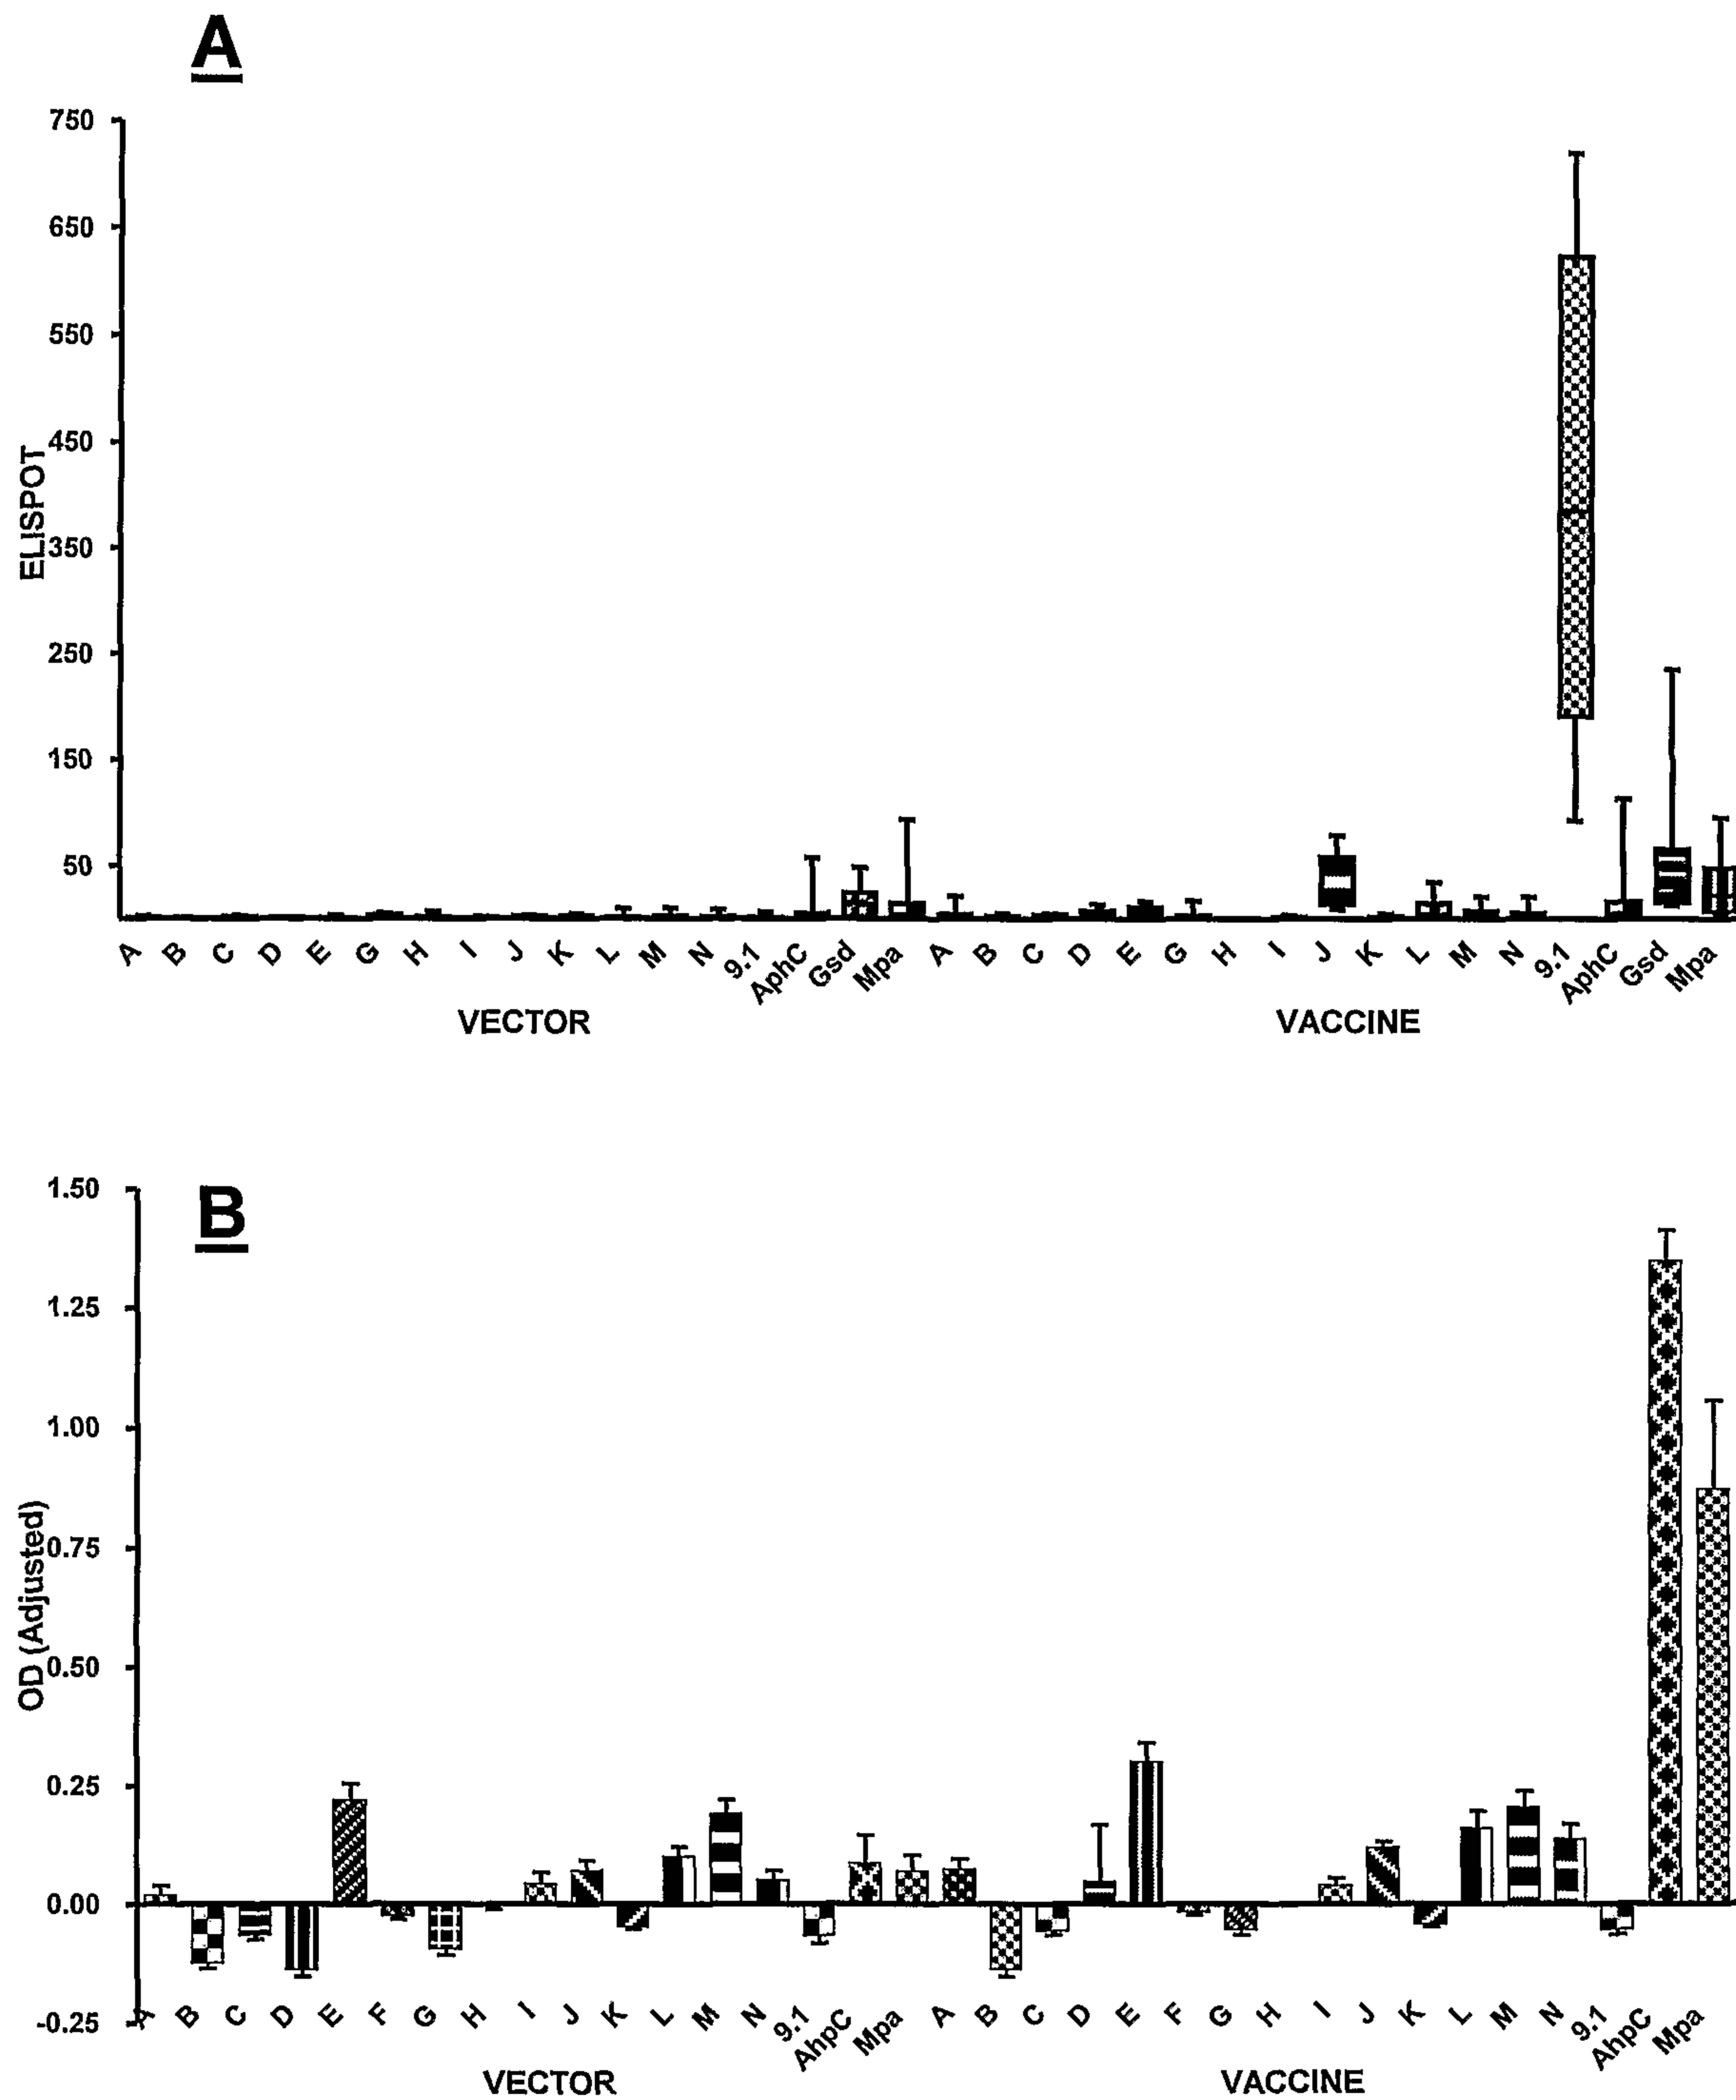 A
750
650
550
450
350
250
150
50
ELISPOT
A B C D E G H I J K L M N 9.1 AphC Gsd Mpa A B C D E G H I J K L M N 9.1 AphC Gsd Mpa
VECTOR VACCINE
B
1.50
1.25
1.00
0.75
0.50
0.25
0.00
-0.25
OD (Adjusted)
A B C D E F G H I J K L M N 9.1 AhpC Mpa A B C D E F G H I J K L M N 9.1 AhpC Mpa
VECTOR VACCINE